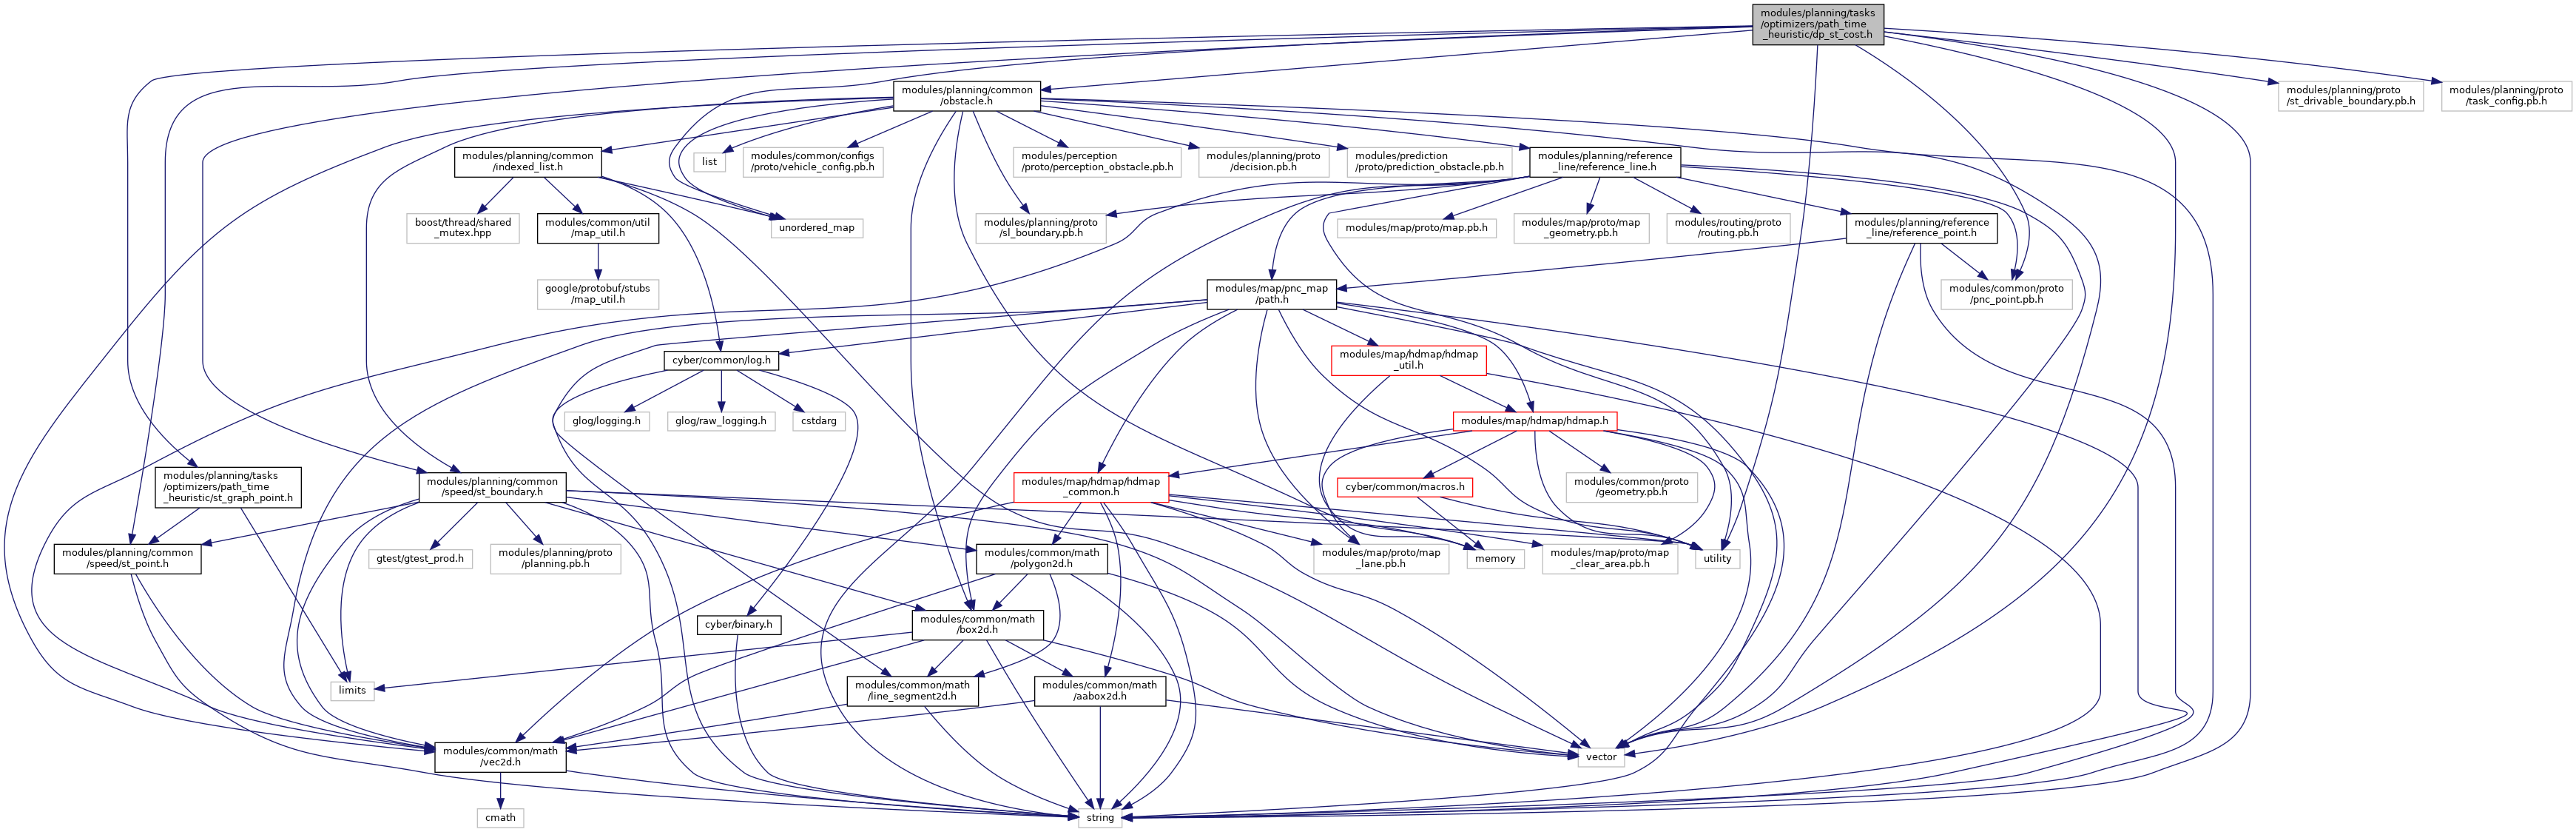 modules/planning/tasks
/optimizers/path_time
_heuristic/dp_st_cost.h
modules/planning/common
/obstacle.h
modules/planning/proto
/st_drivable_boundary.pb.h
modules/planning/proto
/task_config.pb.h
modules/planning/common
/indexed_list.h
list
modules/common/configs
/proto/vehicle_config.pb.h
modules/perception
/proto/perception_obstacle.pb.h
modules/planning/proto
/decision.pb.h
modules/prediction
/proto/prediction_obstacle.pb.h
modules/planning/reference
_line/reference_line.h
boost/thread/shared
_mutex.hpp
modules/common/util
/map_util.h
unordered_map
modules/planning/proto
/sl_boundary.pb.h
modules/map/proto/map.pb.h
modules/map/proto/map
_geometry.pb.h
modules/routing/proto
/routing.pb.h
modules/planning/reference
_line/reference_point.h
google/protobuf/stubs
/map_util.h
modules/map/pnc_map
/path.h
modules/common/proto
/pnc_point.pb.h
cyber/common/log.h
modules/map/hdmap/hdmap
_util.h
glog/logging.h
glog/raw_logging.h
cstdarg
modules/map/hdmap/hdmap.h
modules/planning/tasks
/optimizers/path_time
_heuristic/st_graph_point.h
modules/planning/common
/speed/st_boundary.h
modules/map/hdmap/hdmap
_common.h
cyber/common/macros.h
modules/common/proto
/geometry.pb.h
modules/planning/common
/speed/st_point.h
gtest/gtest_prod.h
modules/planning/proto
/planning.pb.h
modules/common/math
/polygon2d.h
modules/map/proto/map
_lane.pb.h
memory
modules/map/proto/map
_clear_area.pb.h
utility
cyber/binary.h
modules/common/math
/box2d.h
limits
modules/common/math
/line_segment2d.h
modules/common/math
/aabox2d.h
modules/common/math
/vec2d.h
vector
cmath
string